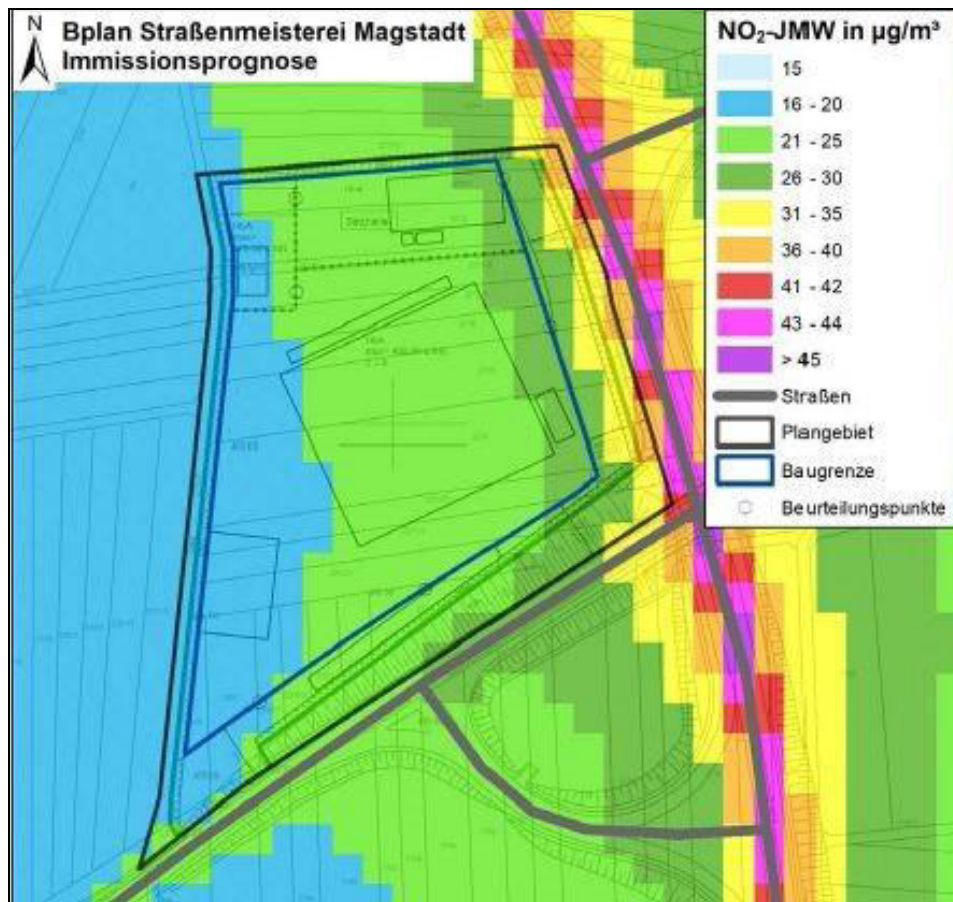 N
Bplan Straßenmeisterei Magstadt
Immissionsprognose
NO₂-JMW in µg/m³
15
16 - 20
21 - 25
26 - 30
31 - 35
36 - 40
41 - 42
43 - 44
> 45
Straßen
Plangebiet
Baugrenze
Beurteilungspunkte